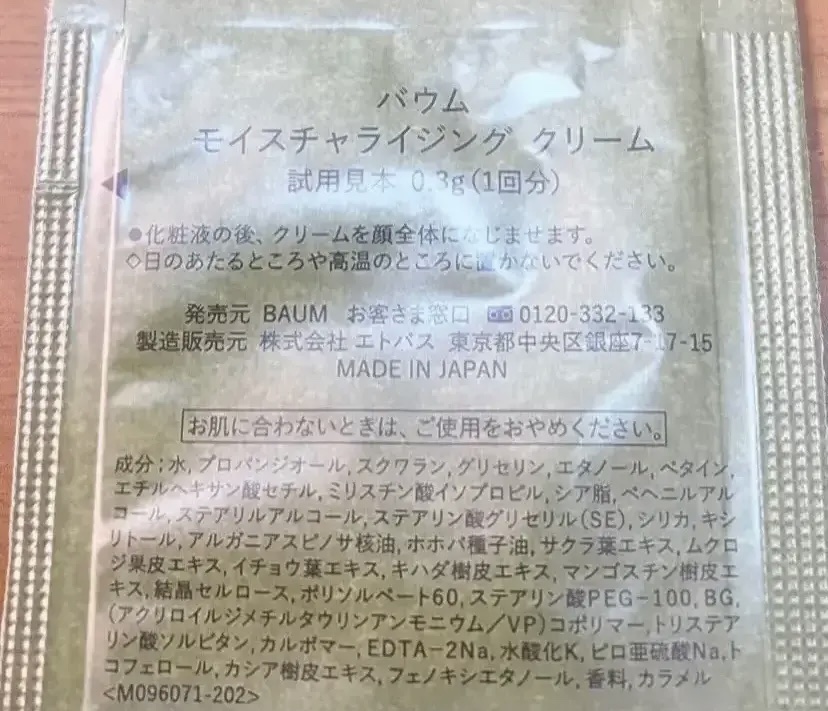 バウム
モイスチャライジング クリーム
試用見本 0.3g(1回分)
●化粧液の後、クリームを顔全体になじませます。
◇日のあたるところや高温のところに置かないでください。
発売元 BAUM お客さま窓口 0120-332-133
製造販売元 株式会社 エトバス 東京都中央区銀座7-17-15
MADE IN JAPAN
お肌に合わないときは、ご使用をおやめください。
成分:水,プロパンジオール,スクワラン,グリセリン,エタノール,ベタイン,
エチルヘキサン酸セチル,ミリスチン酸イソプロピル,シア脂,ベヘニルアル
コール,ステアリルアルコール,ステアリン酸グリセリル(SE),シリカ,キシ
リトール,アルガニアスピノサ核油,ホホバ種子油,サクラ葉エキス,ムクロ
ジ果皮エキス,イチョウ葉エキス,キハダ樹皮エキス,マンゴスチン樹皮エ
キス,結晶セルロース,ポリソルベート60,ステアリン酸PEG-100,BG,
(アクリロイルジメチルタウリンアンモニウム/VP)コポリマー,トリステア
リン酸ソルビタン,カルボマー,EDTA-2Na,水酸化K,ピロ亜硫酸Na,ト
コフェロール,カシア樹皮エキス,フェノキシエタノール,香料,カラメル
<M096071-202>